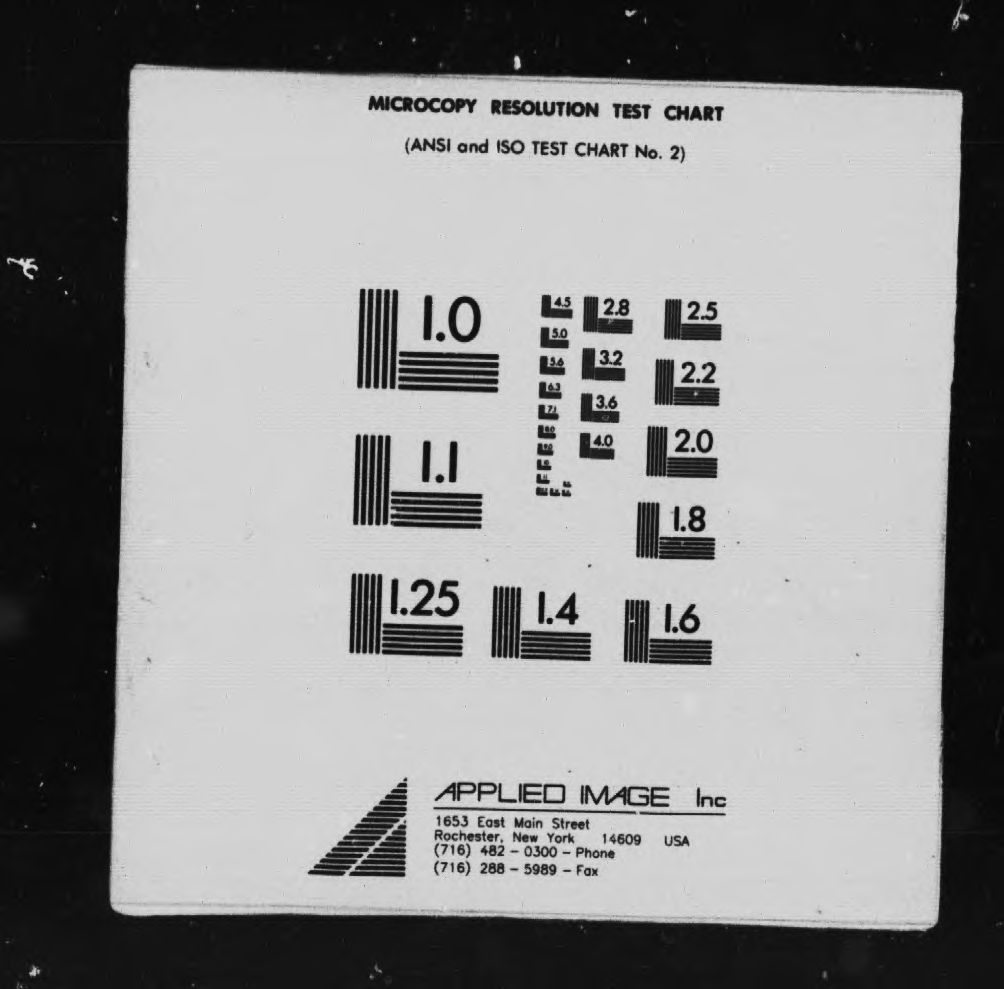 MICROCOPY RESOLUTION TEST CHART
(ANSI and ISO TEST CHART No. 2)
1.0
4.5 2.8 2.5
5.0
5.6 3.2 2.2
6.3
7.1 3.6
8.0
9.0 4.0 2.0
1.1
1.8
1.25 1.4 1.6
APPLIED IMAGE Inc
1653 East Main Street
Rochester, New York 14609 USA
(716) 482 – 0300 – Phone
(716) 288 – 5989 – Fax